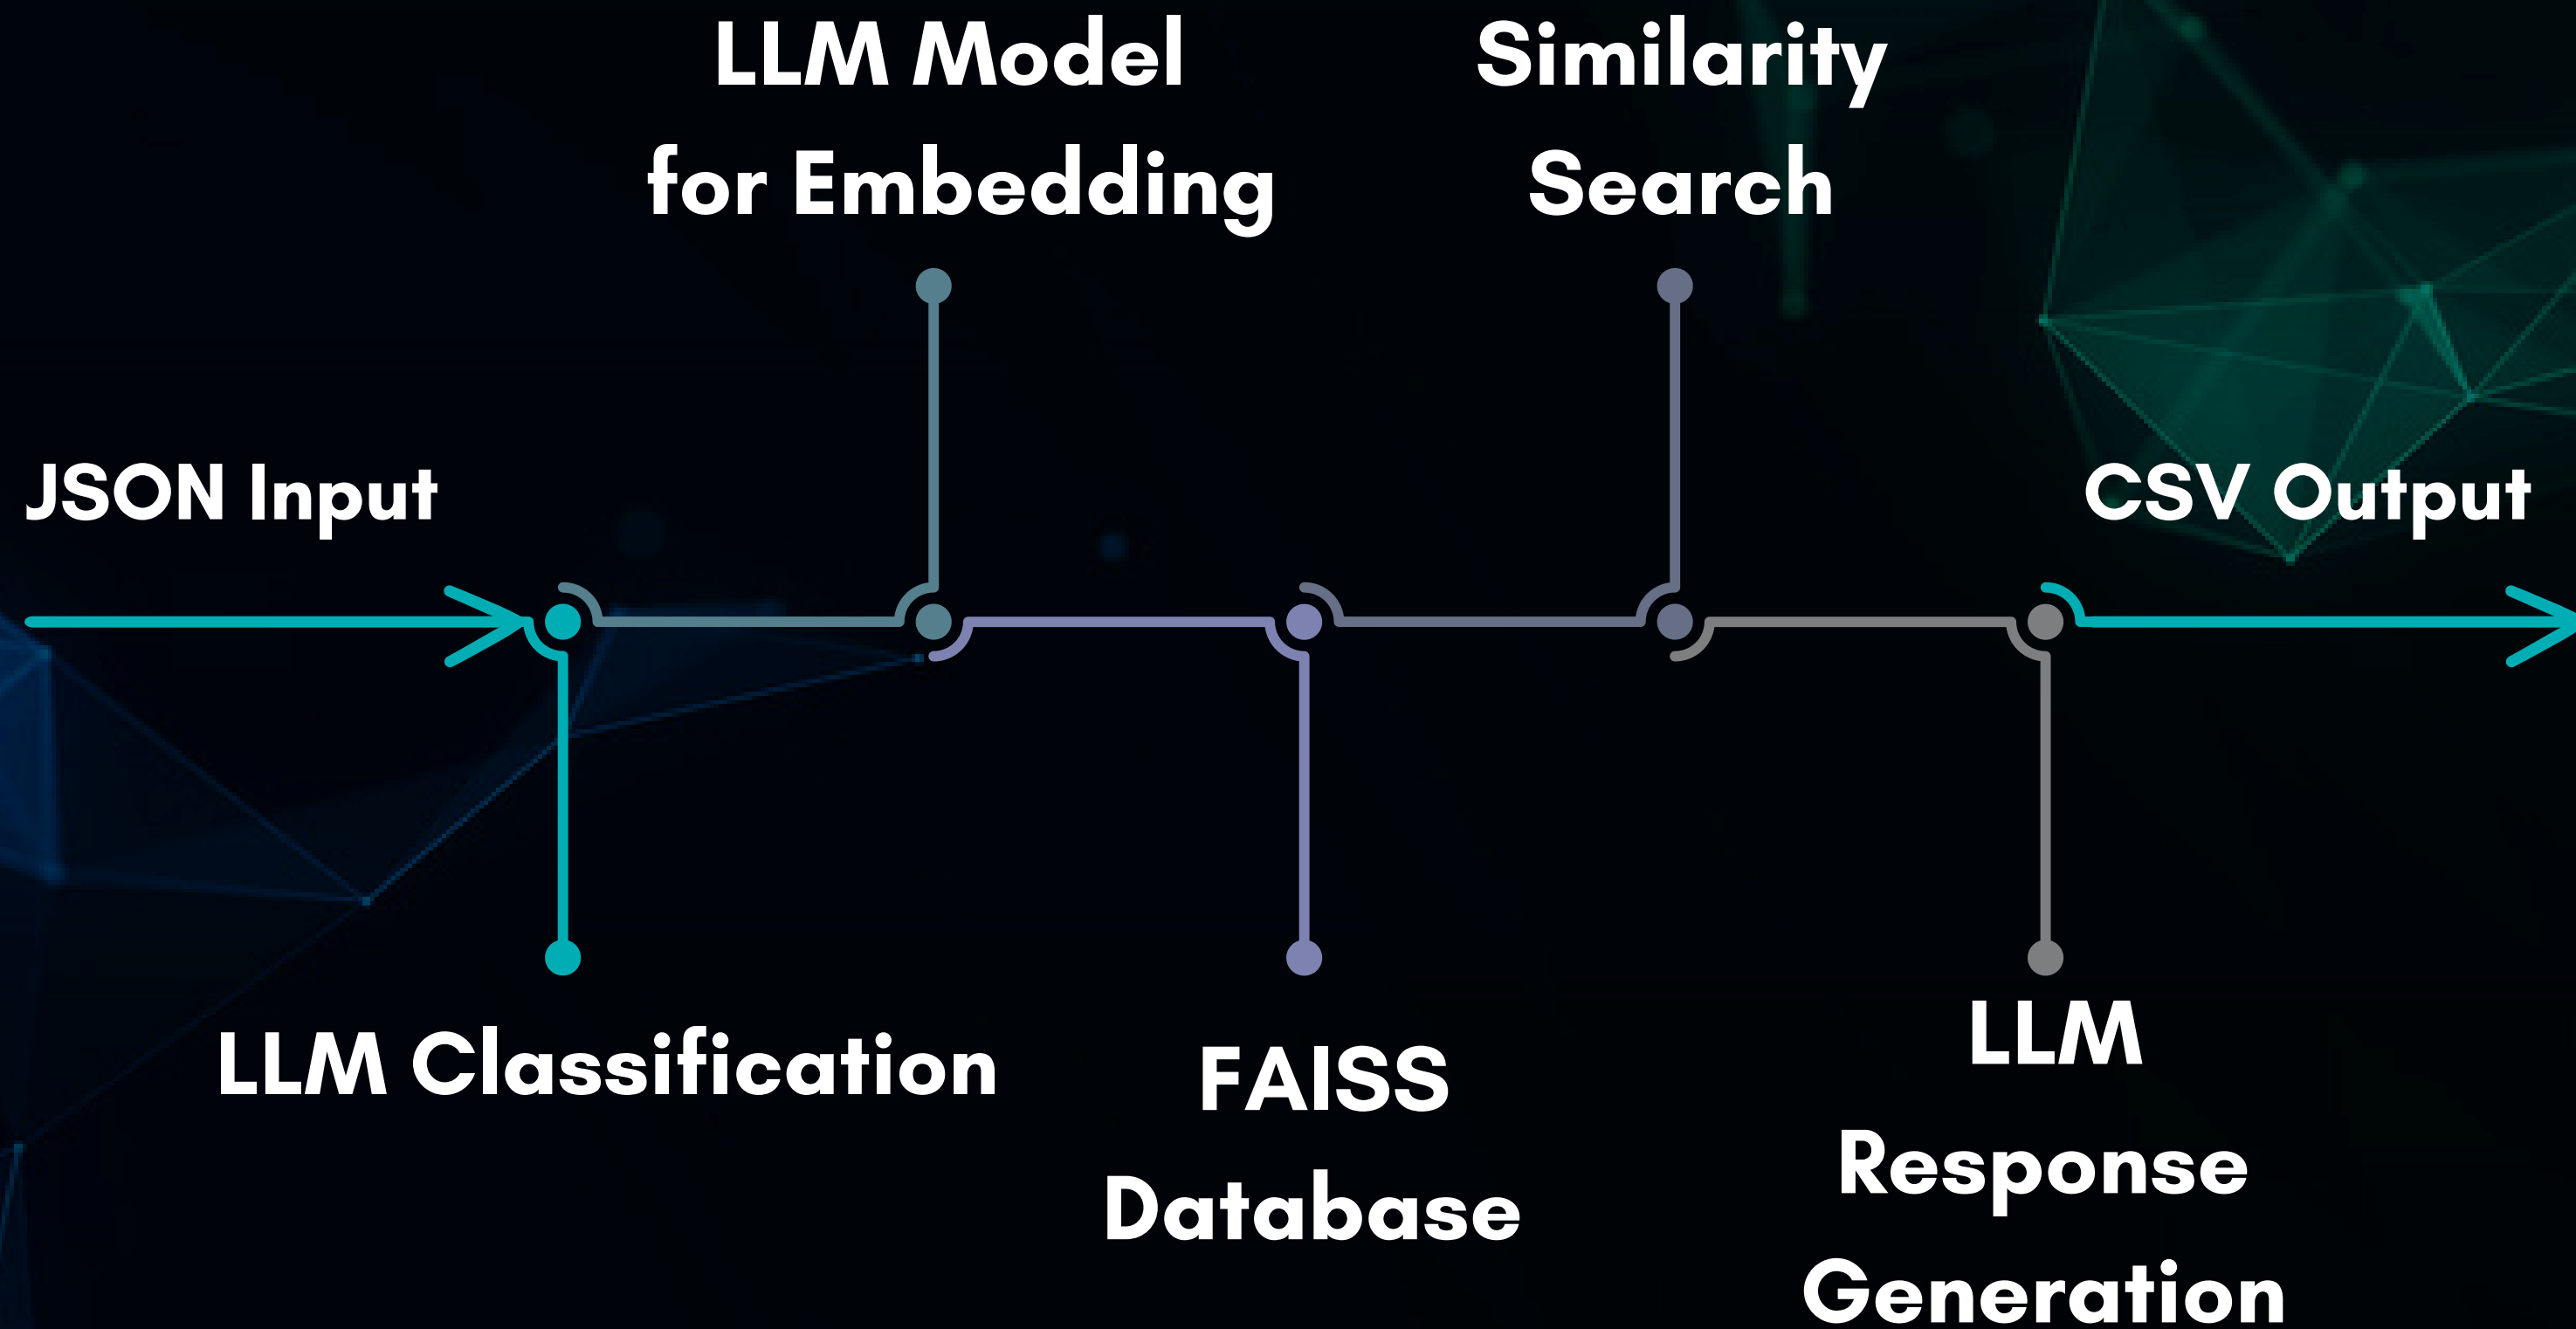 LLM Model
for Embedding
Similarity
Search
JSON Input
CSV Output
LLM Classification
FAISS
Database
LLM
Response
Generation